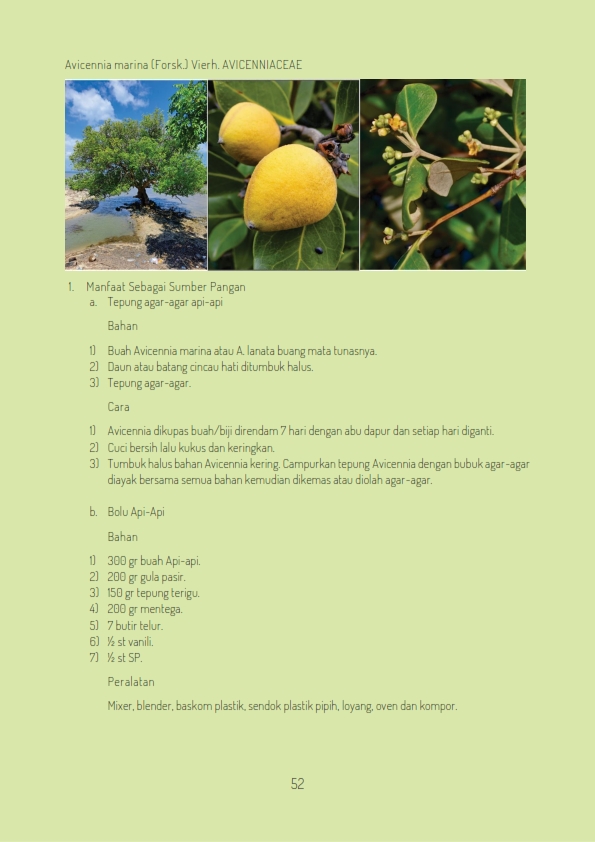 Avicennia marina (Forsk.) Vierh. AVICENNIACEAE
1. Manfaat Sebagai Sumber Pangan
a. Tepung agar-agar api-api
Bahan
1) Buah Avicennia marina atau A. lanata buang mata tunasnya.
2) Daun atau batang cincau hati ditumbuk halus.
3) Tepung agar-agar.
Cara
1) Avicennia dikupas buah/biji direndam 7 hari dengan abu dapur dan setiap hari diganti.
2) Cuci bersih lalu kukus dan keringkan.
3) Tumbuk halus bahan Avicennia kering. Campurkan tepung Avicennia dengan bubuk agar-agar
diayak bersama semua bahan kemudian dikemas atau diolah agar-agar.
b. Bolu Api-Api
Bahan
1) 300 gr buah Api-api.
2) 200 gr gula pasir.
3) 150 gr tepung terigu.
4) 200 gr mentega.
5) 7 butir telur.
6) ½ st vanili.
7) ½ st SP.
Peralatan
Mixer, blender, baskom plastik, sendok plastik pipih, loyang, oven dan kompor.
52